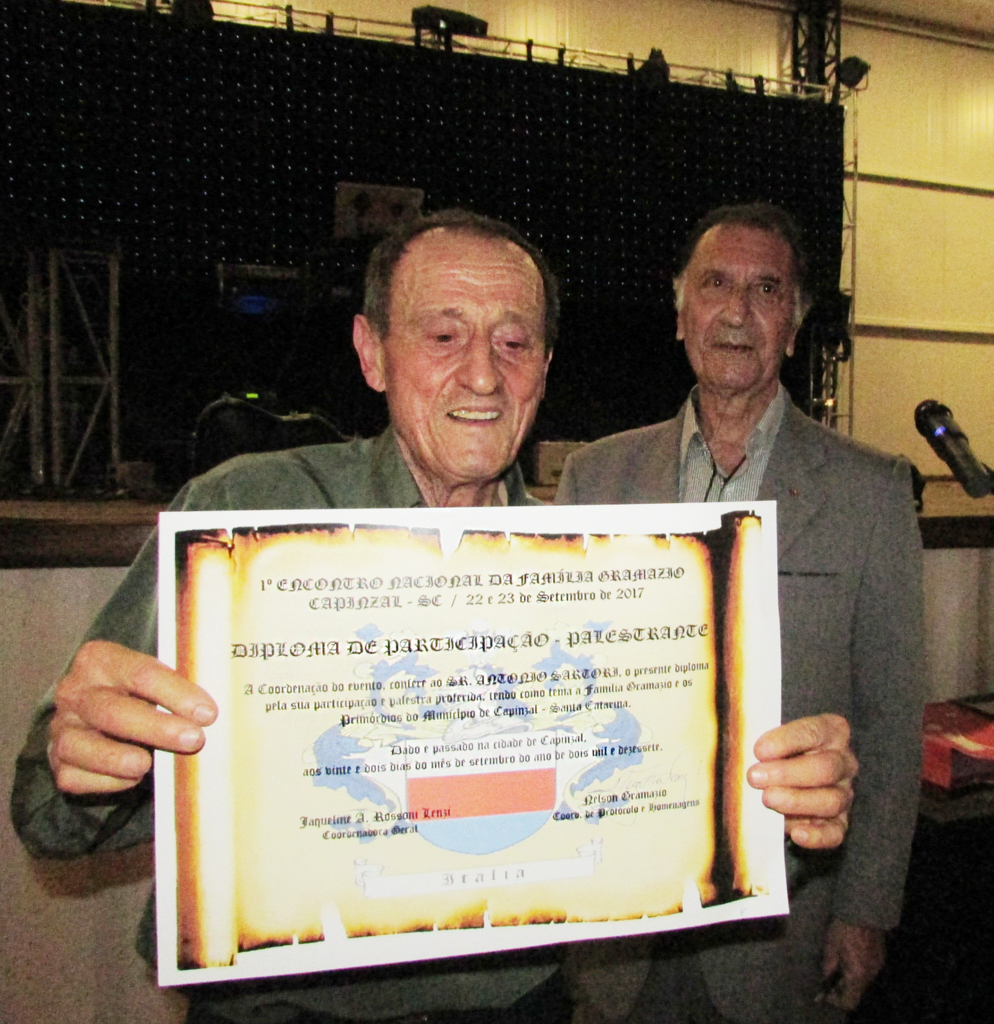 1º ENCONTRO NACIONAL DA FAMÍLIA GRAMAZIO
CAPINZAL - SC / 22 e 23 de Setembro de 2017
DIPLOMA DE PARTICIPAÇÃO - PALESTRANTE
A Coordenação do evento, confere ao SR. ANTONIO SARTORI, o presente diploma
pela sua participação e palestra proferida, tendo como tema a Família Gramazio e os
Primórdios do Município de Capinzal - Santa Catarina.
Dado e passado na cidade de Capinzal,
aos vinte e dois dias do mês de setembro do ano de dois mil e dezessete.
Jaqueline A. Rossoni Lenzi
Coordenadora Geral
Nelson Gramazio
Coord. de Protocolo e Homenagens
Italia